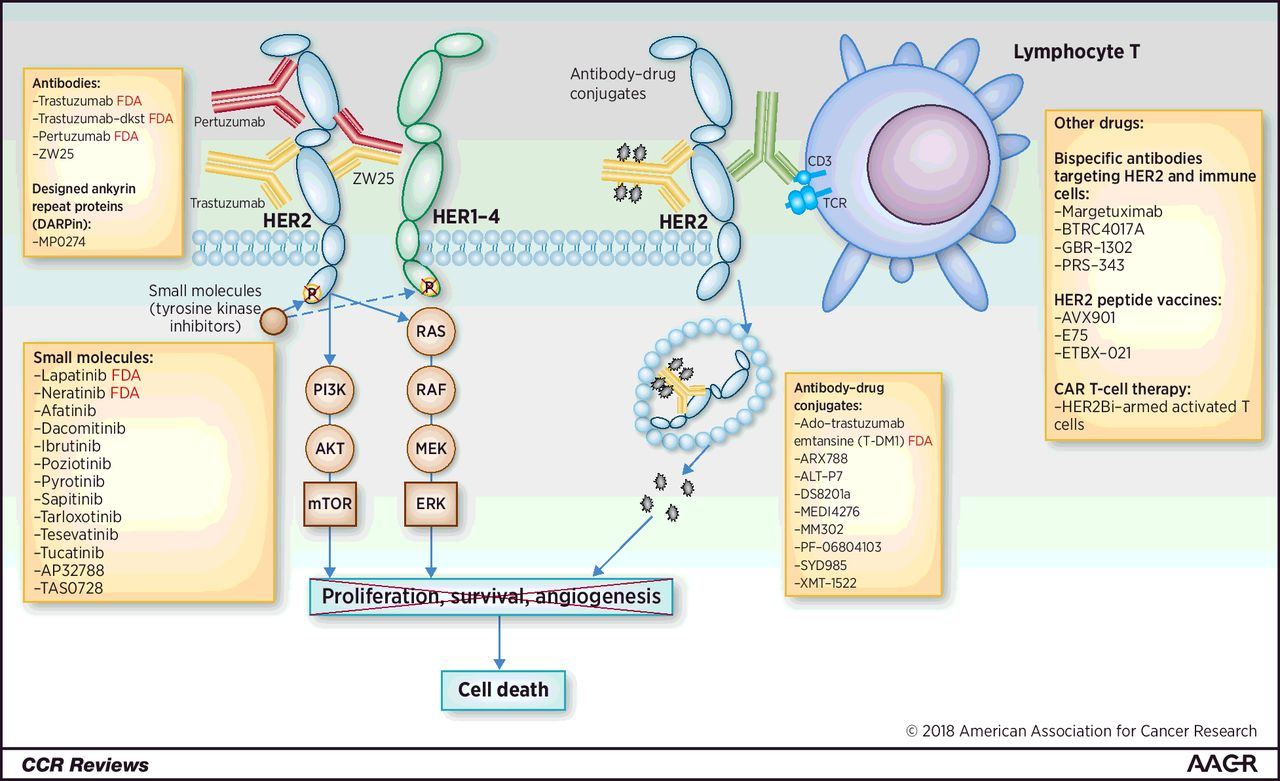 Antibodies:
–Trastuzumab FDA
–Trastuzumab–dkst FDA
–Pertuzumab FDA
–ZW25
Designed ankyrin
repeat proteins
(DARPin):
–MP0274
Pertuzumab
Trastuzumab
HER2
ZW25
HER1–4
Antibody–drug
conjugates
HER2
CD3
TCR
Lymphocyte T
Other drugs:
Bispecific antibodies
targeting HER2 and immune
cells:
–Margetuximab
–BTRC4017A
–GBR–1302
–PRS–343
HER2 peptide vaccines:
–AVX901
–E75
–ETBX–021
CAR T-cell therapy:
–HER2Bi–armed activated T
cells
Small molecules
(tyrosine kinase
inhibitors)
P
P
Small molecules:
–Lapatinib FDA
–Neratinib FDA
–Afatinib
–Dacomitinib
–Ibrutinib
–Poziotinib
–Pyrotinib
–Sapitinib
–Tarloxotinib
–Tesevatinib
–Tucatinib
–AP32788
–TAS0728
PI3K
AKT
mTOR
RAS
RAF
MEK
ERK
Antibody–drug
conjugates:
–Ado–trastuzumab
emtansine (T-DM1) FDA
–ARX788
–ALT–P7
–DS8201a
–MEDI4276
–MM302
–PF–06804103
–SYD985
–XMT–1522
Proliferation, survival, angiogenesis
Cell death
© 2018 American Association for Cancer Research
CCR Reviews
AACR